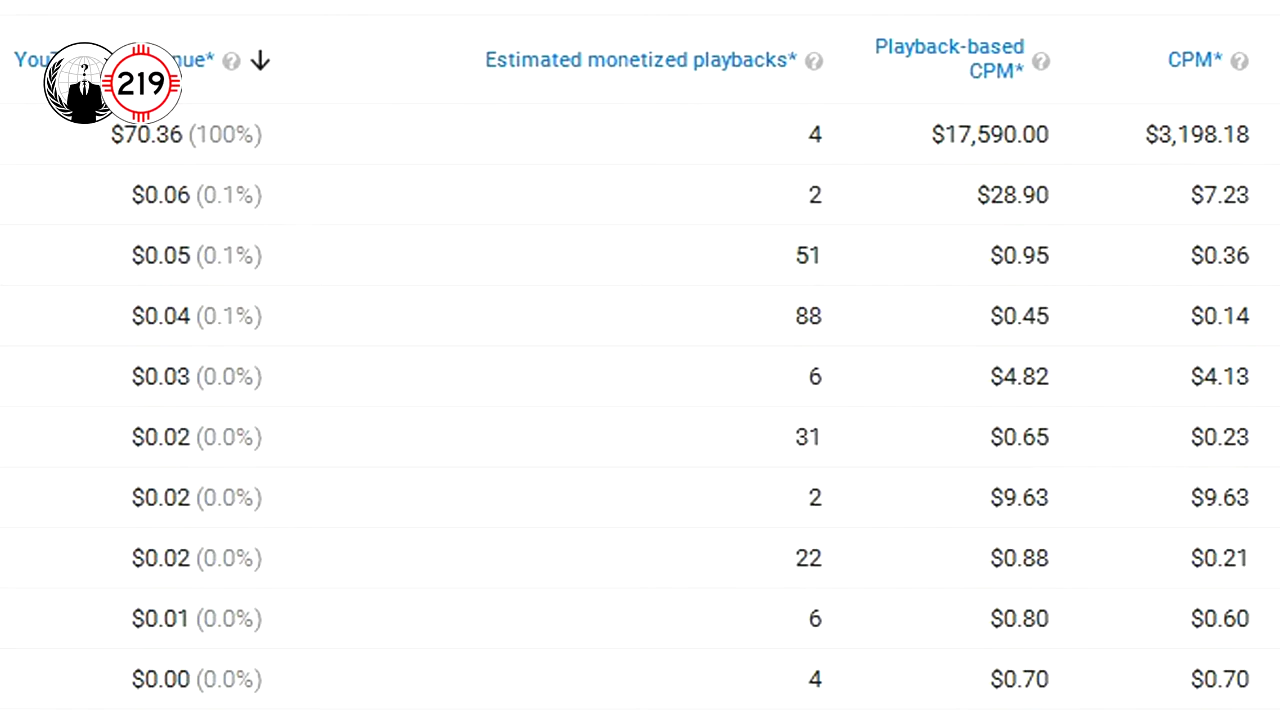 nue* Estimated monetized playbacks* Playback-based CPM* CPM*
?
219
$70.36 (100%) 4 $17,590.00 $3,198.18
$0.06 (0.1%) 2 $28.90 $7.23
$0.05 (0.1%) 51 $0.95 $0.36
$0.04 (0.1%) 88 $0.45 $0.14
$0.03 (0.0%) 6 $4.82 $4.13
$0.02 (0.0%) 31 $0.65 $0.23
$0.02 (0.0%) 2 $9.63 $9.63
$0.02 (0.0%) 22 $0.88 $0.21
$0.01 (0.0%) 6 $0.80 $0.60
$0.00 (0.0%) 4 $0.70 $0.70